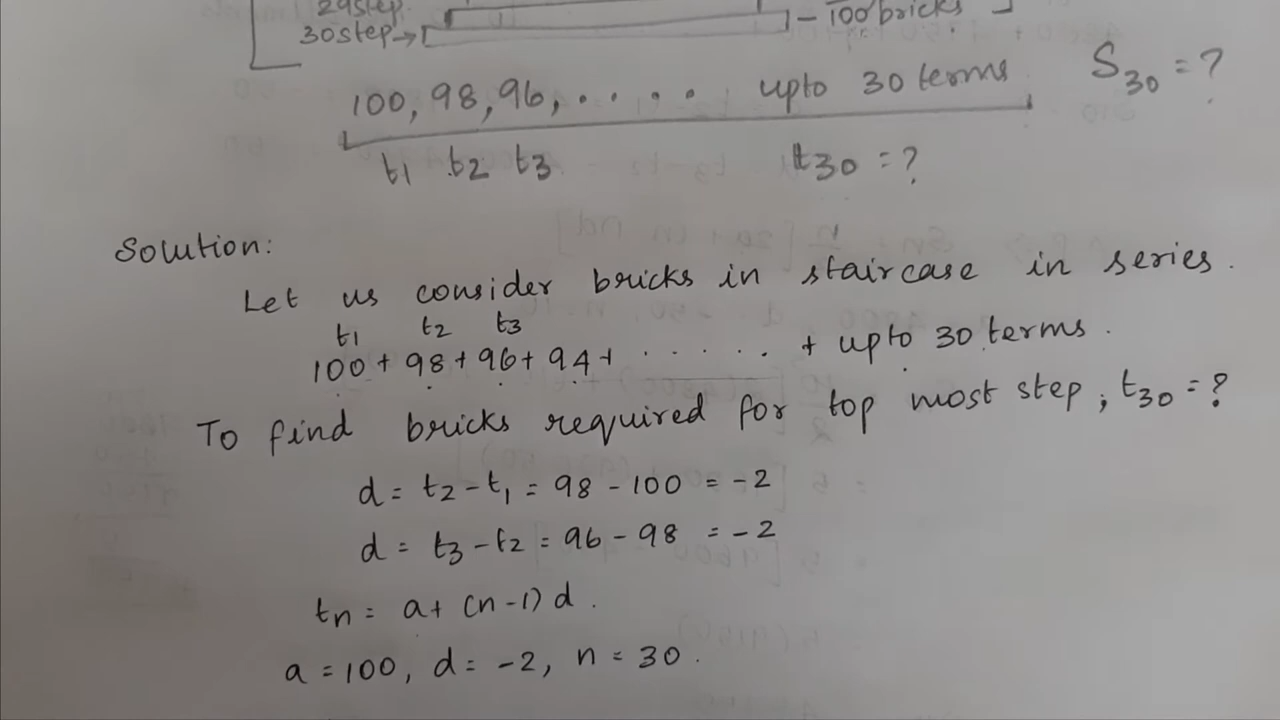 29step
30step→ - 100 bricks
100, 98, 96, . . . . . upto 30 terms S30 = ?
t1 t2 t3 t30 = ?
Solution:
Let us consider bricks in staircase in series.
t1 t2 t3
100 + 98 + 96 + 94 + . . . . . . + upto 30 terms.
To find bricks required for top most step; t30 = ?
d = t2 - t1 = 98 - 100 = -2
d = t3 - t2 = 96 - 98 = -2
tn = a + (n-1) d.
a = 100, d = -2, n = 30.